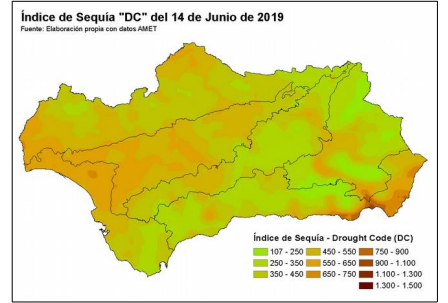 Índice de Sequía "DC" del 14 de Junio de 2019
Fuente: Elaboración propia con datos AMET
Índice de Sequía - Drought Code (DC)
107 - 250 450 - 550 750 - 900
250 - 350 550 - 650 900 - 1.100
350 - 450 650 - 750 1.100 - 1.300
1.300 - 1.500